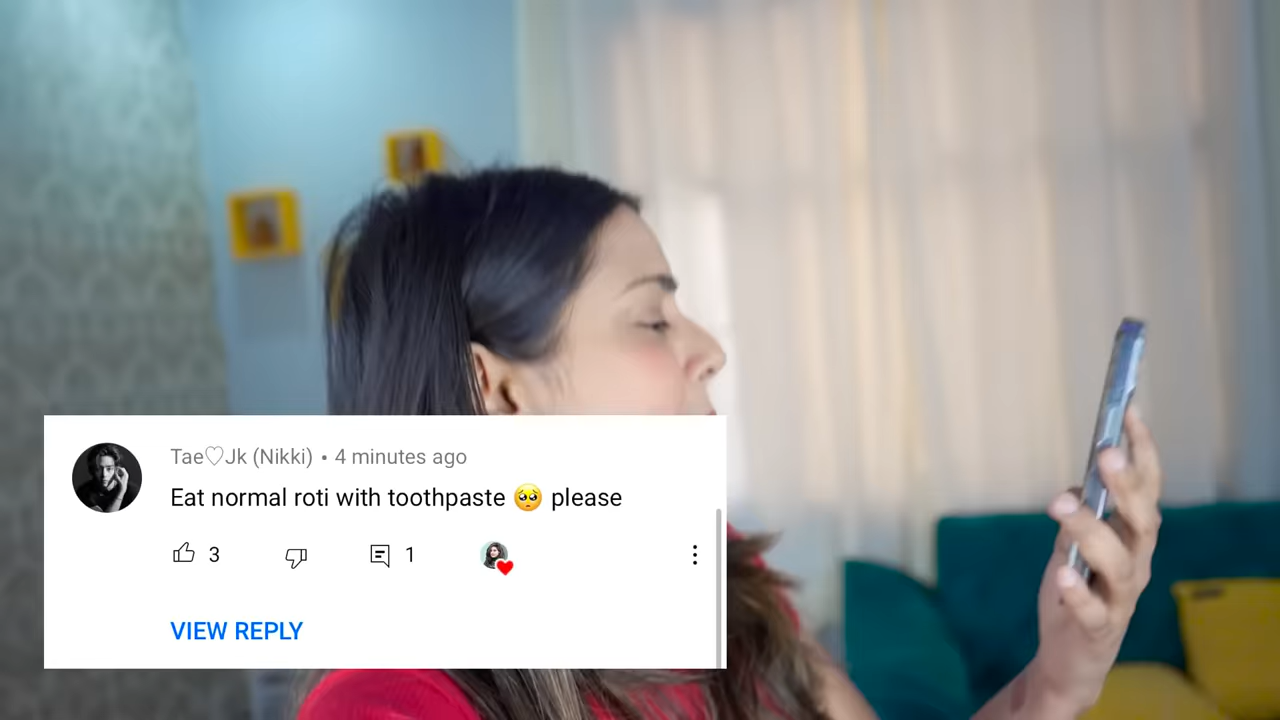 Tae♡Jk (Nikki) • 4 minutes ago
Eat normal roti with toothpaste 🥺 please
3 1
VIEW REPLY